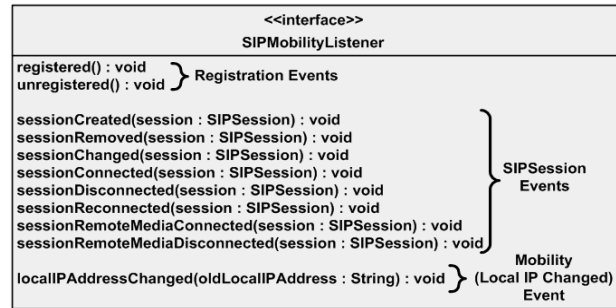 <<interface>>
SIPMobilityListener
registered() : void
unregistered() : void
Registration Events
sessionCreated(session : SIPSession) : void
sessionRemoved(session : SIPSession) : void
sessionChanged(session : SIPSession) : void
sessionConnected(session : SIPSession) : void
sessionDisconnected(session : SIPSession) : void
sessionReconnected(session : SIPSession) : void
sessionRemoteMediaConnected(session : SIPSession) : void
sessionRemoteMediaDisconnected(session : SIPSession) : void
SIPSession
Events
localIPAddressChanged(oldLocalIPAddress : String) : void
Mobility
(Local IP Changed)
Event